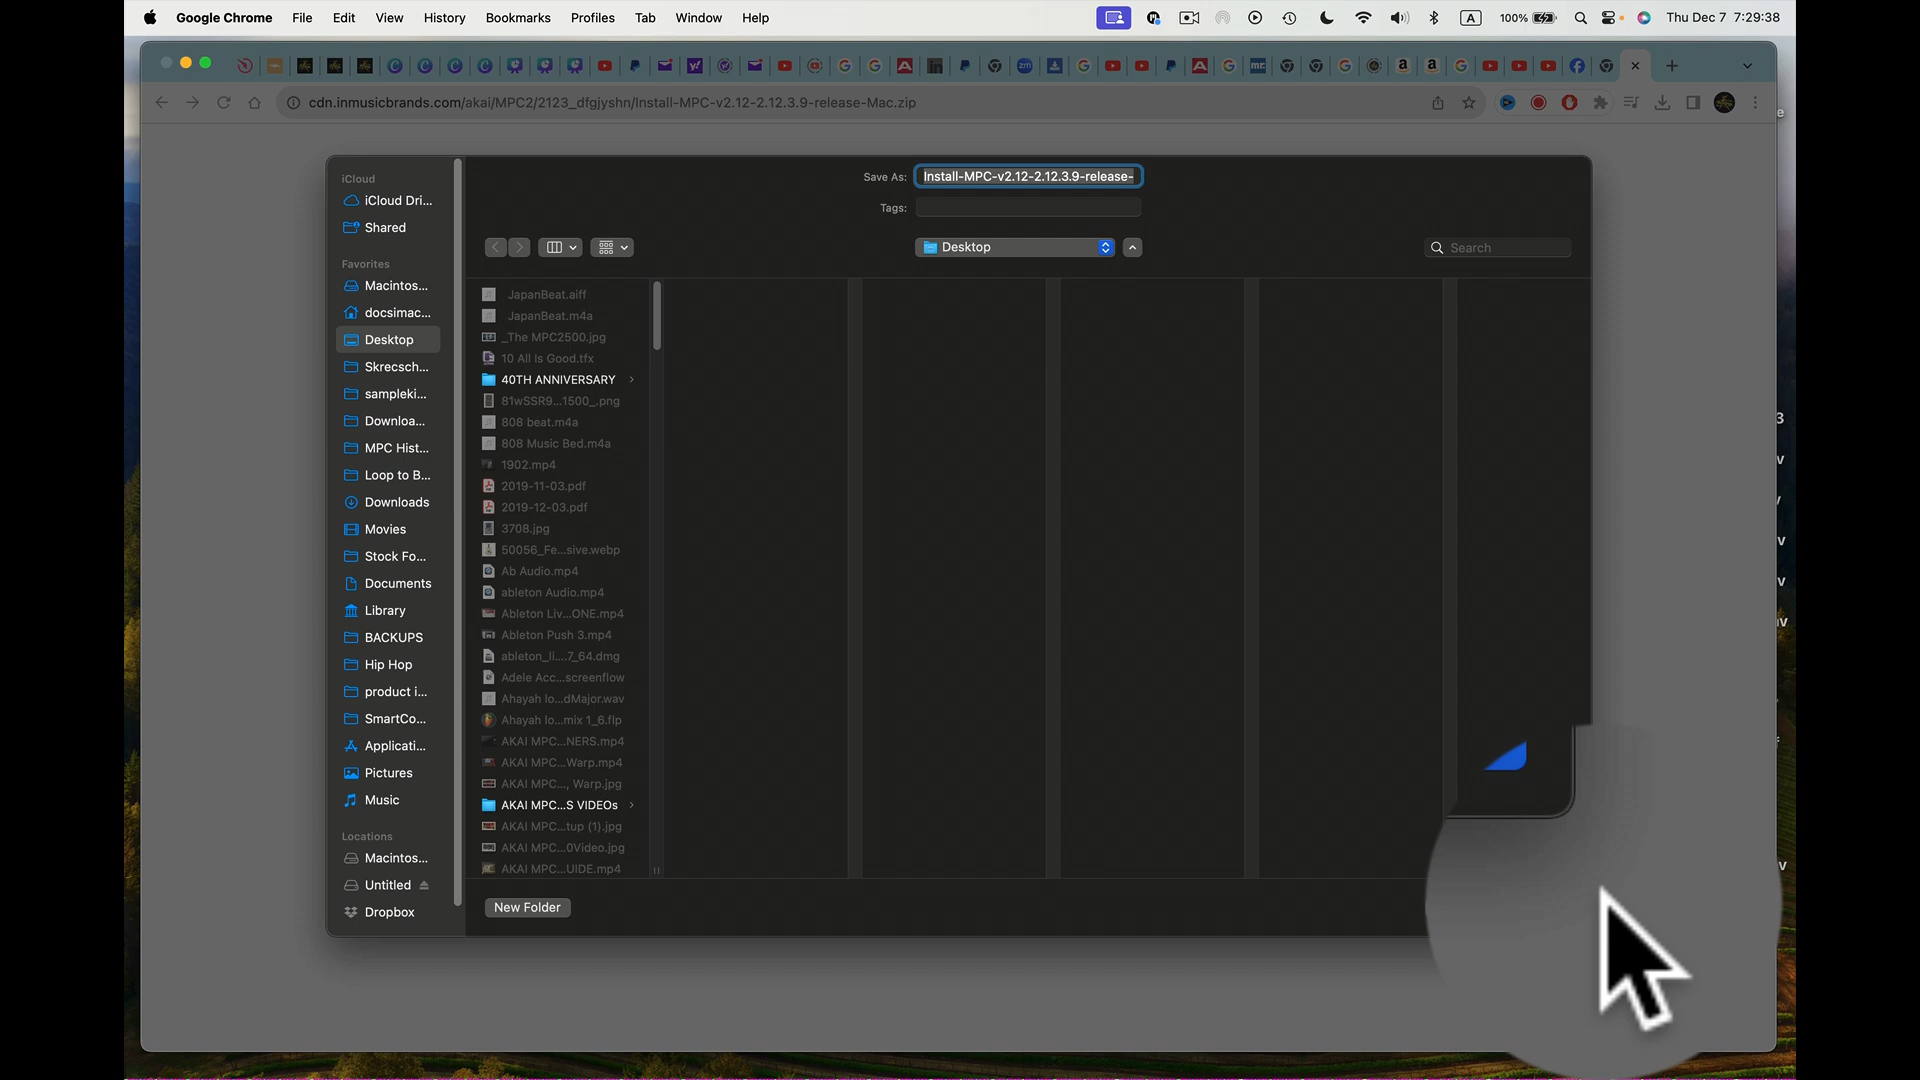 Google Chrome File Edit View History Bookmarks Profiles Tab Window Help
A 100% Thu Dec 7 7:29:38
cdn.inmusicbrands.com/akai/MPC2/2123_dfgjyshn/Install-MPC-v2.12-2.12.3.9-release-Mac.zip
Save As: Install-MPC-v2.12-2.12.3.9-release-
Tags:
Desktop
Search
iCloud
iCloud Dri...
Shared
Favorites
Macintos...
docsimac...
Desktop
Skrecsch...
sampleki...
Downloa...
MPC Hist...
Loop to B...
Downloads
Movies
Stock Fo...
Documents
Library
BACKUPS
Hip Hop
product i...
SmartCo...
Applicati...
Pictures
Music
Locations
Macintos...
Untitled
Dropbox
JapanBeat.aiff
JapanBeat.m4a
_The MPC2500.jpg
10 All Is Good.tfx
40TH ANNIVERSARY
81wSSR9...1500_.png
808 beat.m4a
808 Music Bed.m4a
1902.mp4
2019-11-03.pdf
2019-12-03.pdf
3708.jpg
50056_Fe...sive.webp
Ab Audio.mp4
ableton Audio.mp4
Ableton Liv...ONE.mp4
Ableton Push 3.mp4
ableton_li....7_64.dmg
Adele Acc...screenflow
Ahayah lo...dMajor.wav
Ahayah lo...mix 1_6.flp
AKAI MPC...NERS.mp4
AKAI MPC...Warp.mp4
AKAI MPC..., Warp.jpg
AKAI MPC...S VIDEOs
AKAI MPC...tup (1).jpg
AKAI MPC...0Video.jpg
AKAI MPC...UIDE.mp4
New Folder